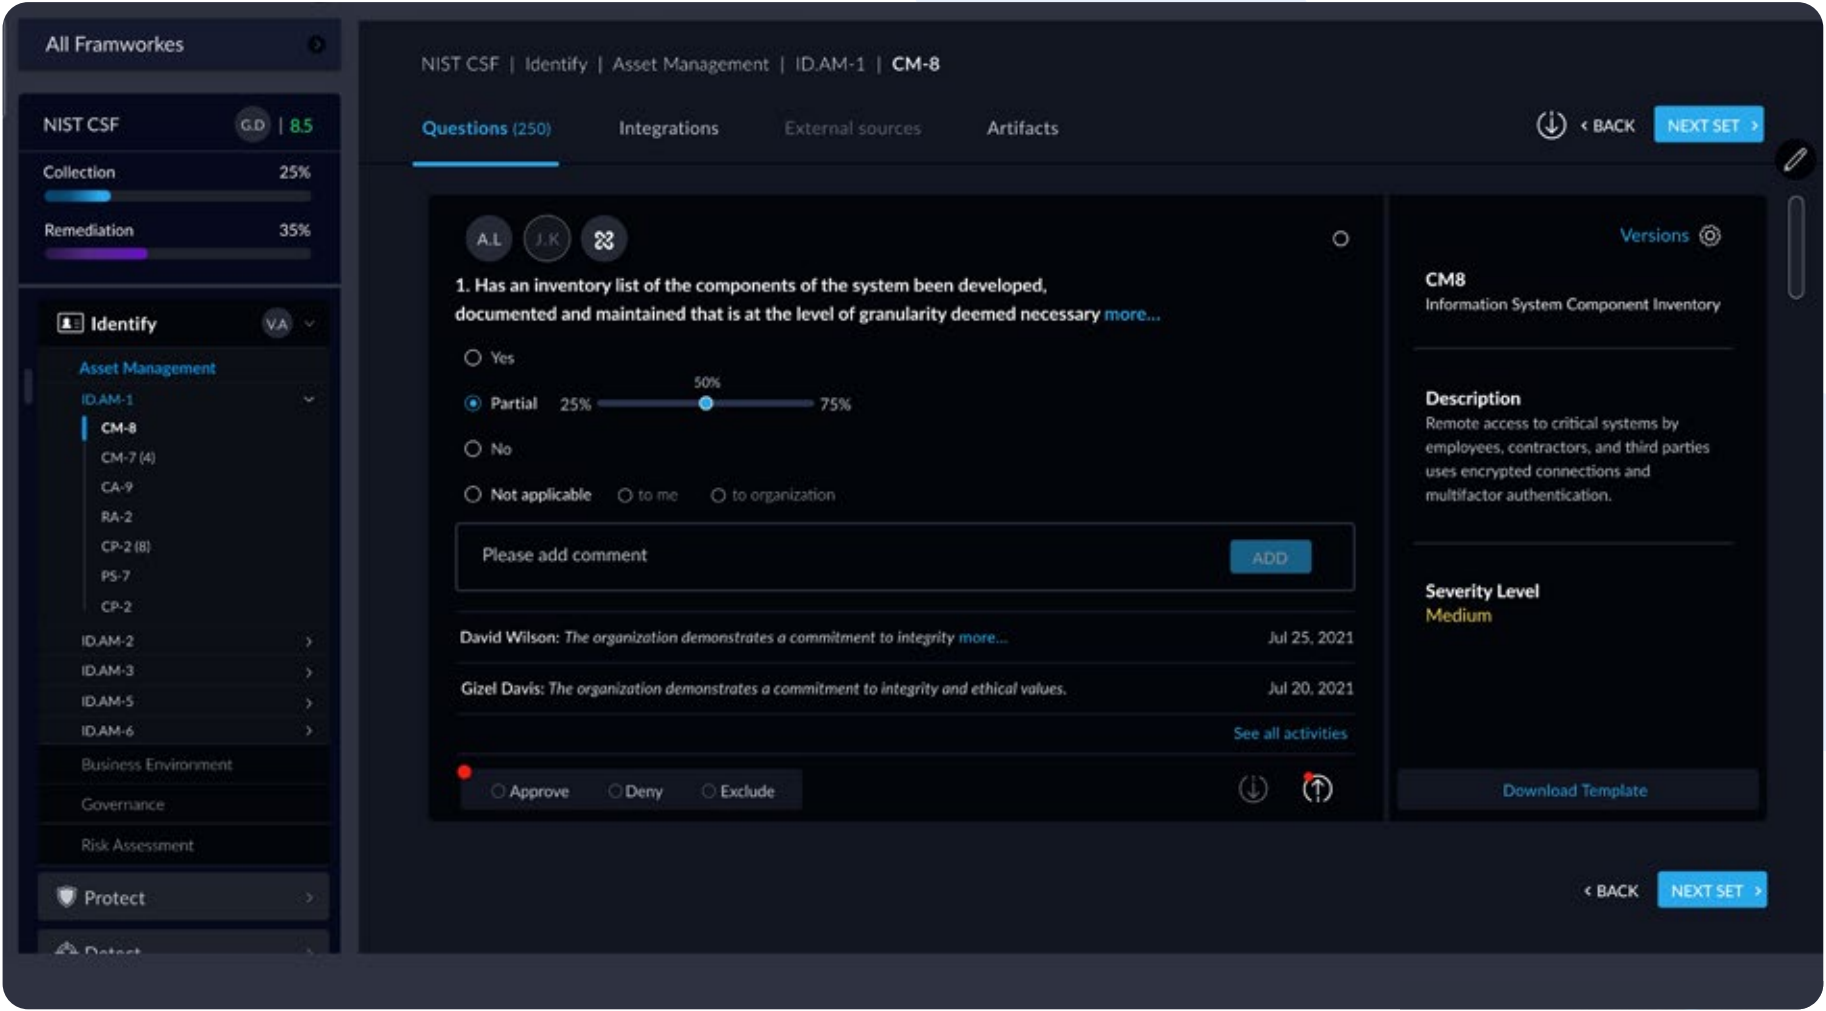 All Framworkes
NIST CSF G.D | 8.5
Collection 25%
Remediation 35%
Identify V.A
Asset Management
ID.AM-1
CM-8
CM-7 (4)
CA-9
RA-2
CP-2 (8)
PS-7
CP-2
ID.AM-2
ID.AM-3
ID.AM-5
ID.AM-6
Business Environment
Governance
Risk Assessment
Protect
Detect
NIST CSF | Identify | Asset Management | ID.AM-1 | CM-8
Questions (250) Integrations External sources Artifacts
< BACK NEXT SET >
A.L J.K
1. Has an inventory list of the components of the system been developed,
documented and maintained that is at the level of granularity deemed necessary more...
Yes
50%
Partial 25% 75%
No
Not applicable to me to organization
Please add comment ADD
David Wilson: The organization demonstrates a commitment to integrity more... Jul 25, 2021
Gizel Davis: The organization demonstrates a commitment to integrity and ethical values. Jul 20, 2021
See all activities
Approve Deny Exclude
Versions
CM8
Information System Component Inventory
Description
Remote access to critical systems by
employees, contractors, and third parties
uses encrypted connections and
multifactor authentication.
Severity Level
Medium
Download Template
< BACK NEXT SET >